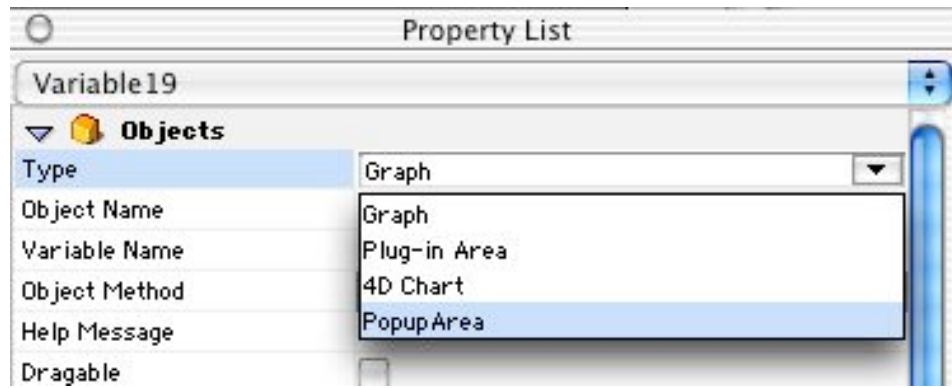 Property List
Variable19
Objects
Type Graph
Object Name Graph
Variable Name Plug-in Area
Object Method 4D Chart
Help Message PopupArea
Dragable